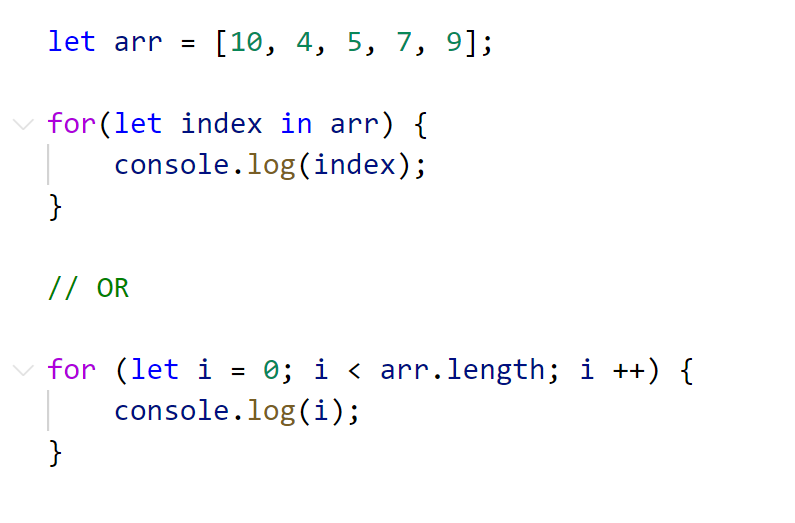 let arr = [10, 4, 5, 7, 9];
for(let index in arr) {
    console.log(index);
}
// OR
for (let i = 0; i < arr.length; i ++) {
    console.log(i);
}